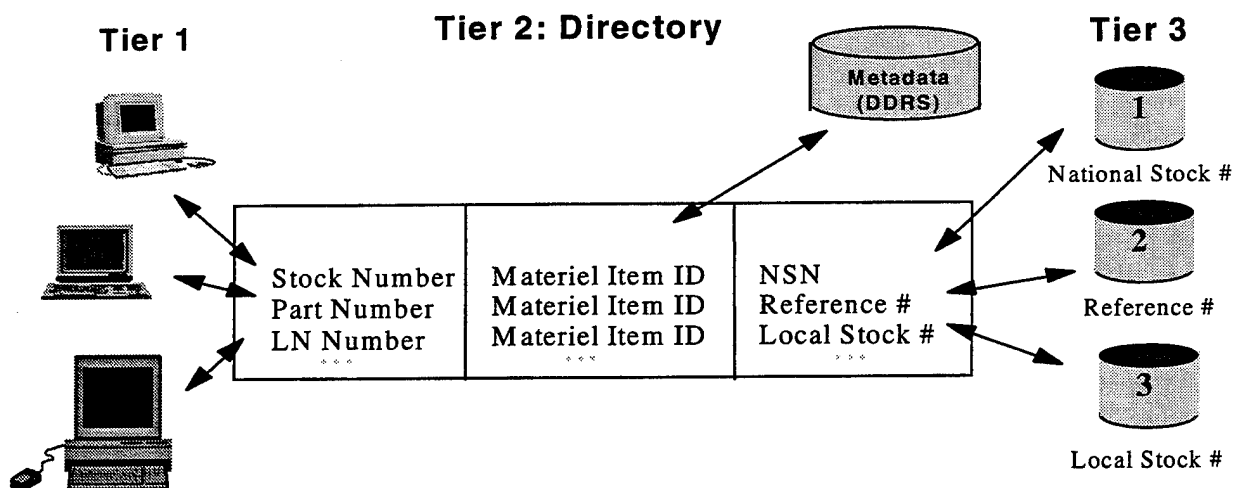 Tier 1
Tier 2: Directory
Tier 3
Metadata
(DDRS)
1
National Stock #
Stock Number
Part Number
LN Number
Materiel Item ID
Materiel Item ID
Materiel Item ID
NSN
Reference #
Local Stock #
2
Reference #
3
Local Stock #